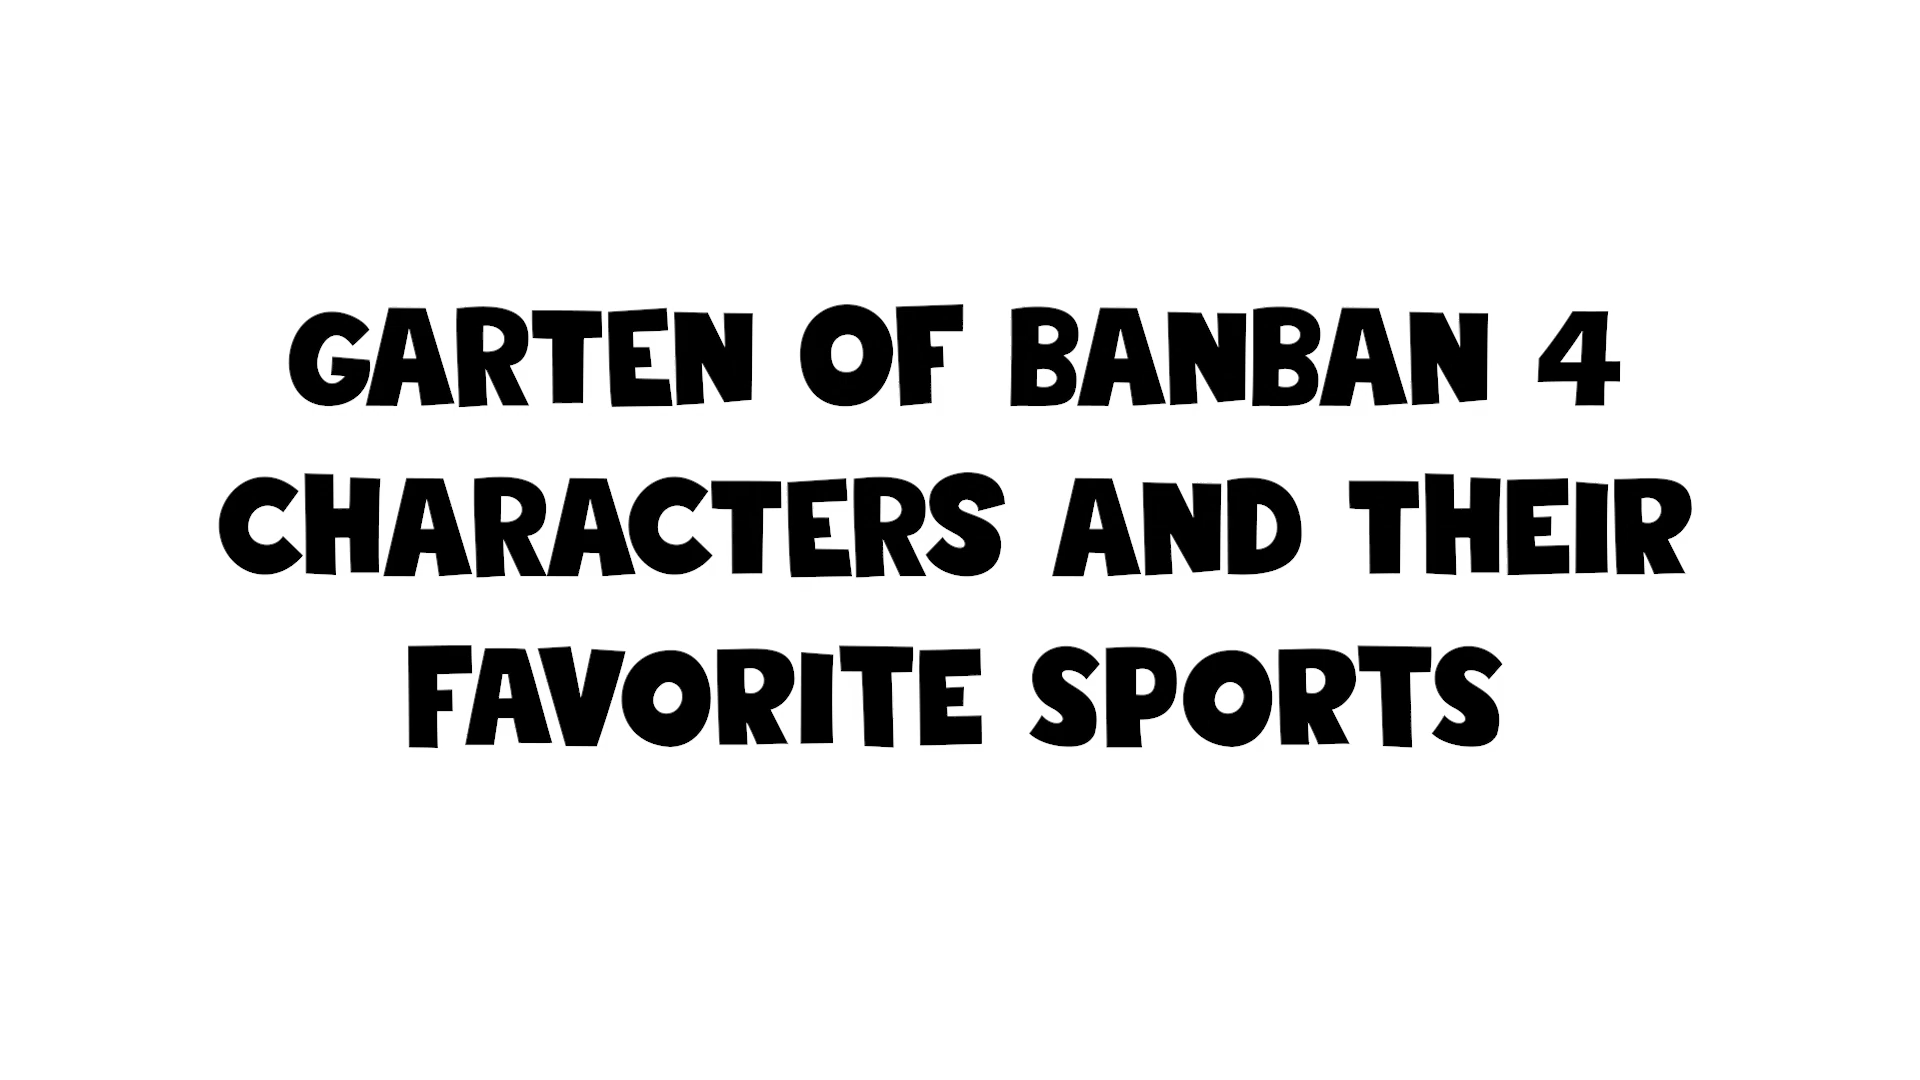 GARTEN OF BANBAN 4
CHARACTERS AND THEIR
FAVORITE SPORTS